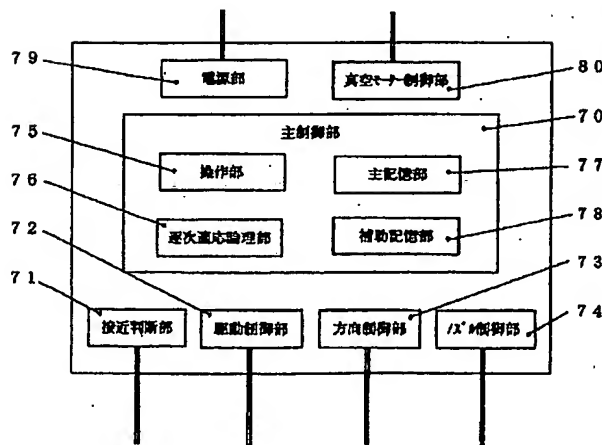 ７９
電源部
真空モーター制御部
８０
主制御部
７０
７５
操作部
主記憶部
７７
７６
逐次適応論理部
補助記憶部
７８
７２
７１
７３
７４
接近判断部
駆動制御部
方向制御部
ノズル制御部